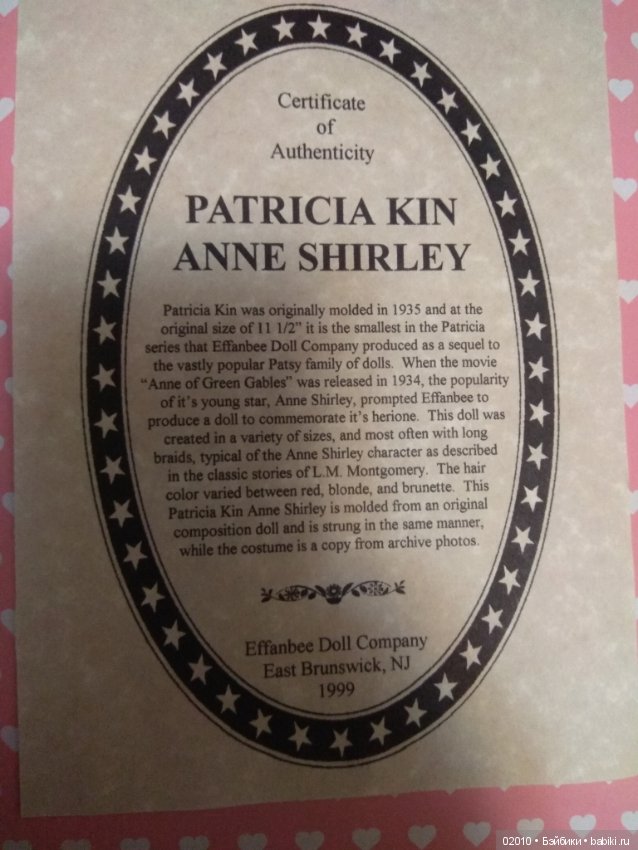 Certificate
of
Authenticity
PATRICIA KIN
ANNE SHIRLEY
Patricia Kin was originally molded in 1935 and at the
original size of 11 1/2" it is the smallest in the Patricia
series that Effanbee Doll Company produced as a sequel to
the vastly popular Patsy family of dolls. When the movie
"Anne of Green Gables" was released in 1934, the popularity
of it's young star, Anne Shirley, prompted Effanbee to
produce a doll to commemorate it's herione. This doll was
created in a variety of sizes, and most often with long
braids, typical of the Anne Shirley character as described
in the classic stories of L.M. Montgomery. The hair
color varied between red, blonde, and brunette. This
Patricia Kin Anne Shirley is molded from an original
composition doll and is strung in the same manner,
while the costume is a copy from archive photos.
Effanbee Doll Company
East Brunswick, NJ
1999
02010 • Бэйбики • babiki.ru